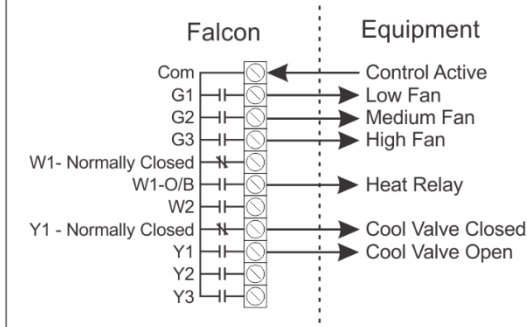 Falcon Equipment
Com Control Active
G1 Low Fan
G2 Medium Fan
G3 High Fan
W1- Normally Closed
W1-O/B Heat Relay
W2
Y1 - Normally Closed Cool Valve Closed
Y1 Cool Valve Open
Y2
Y3